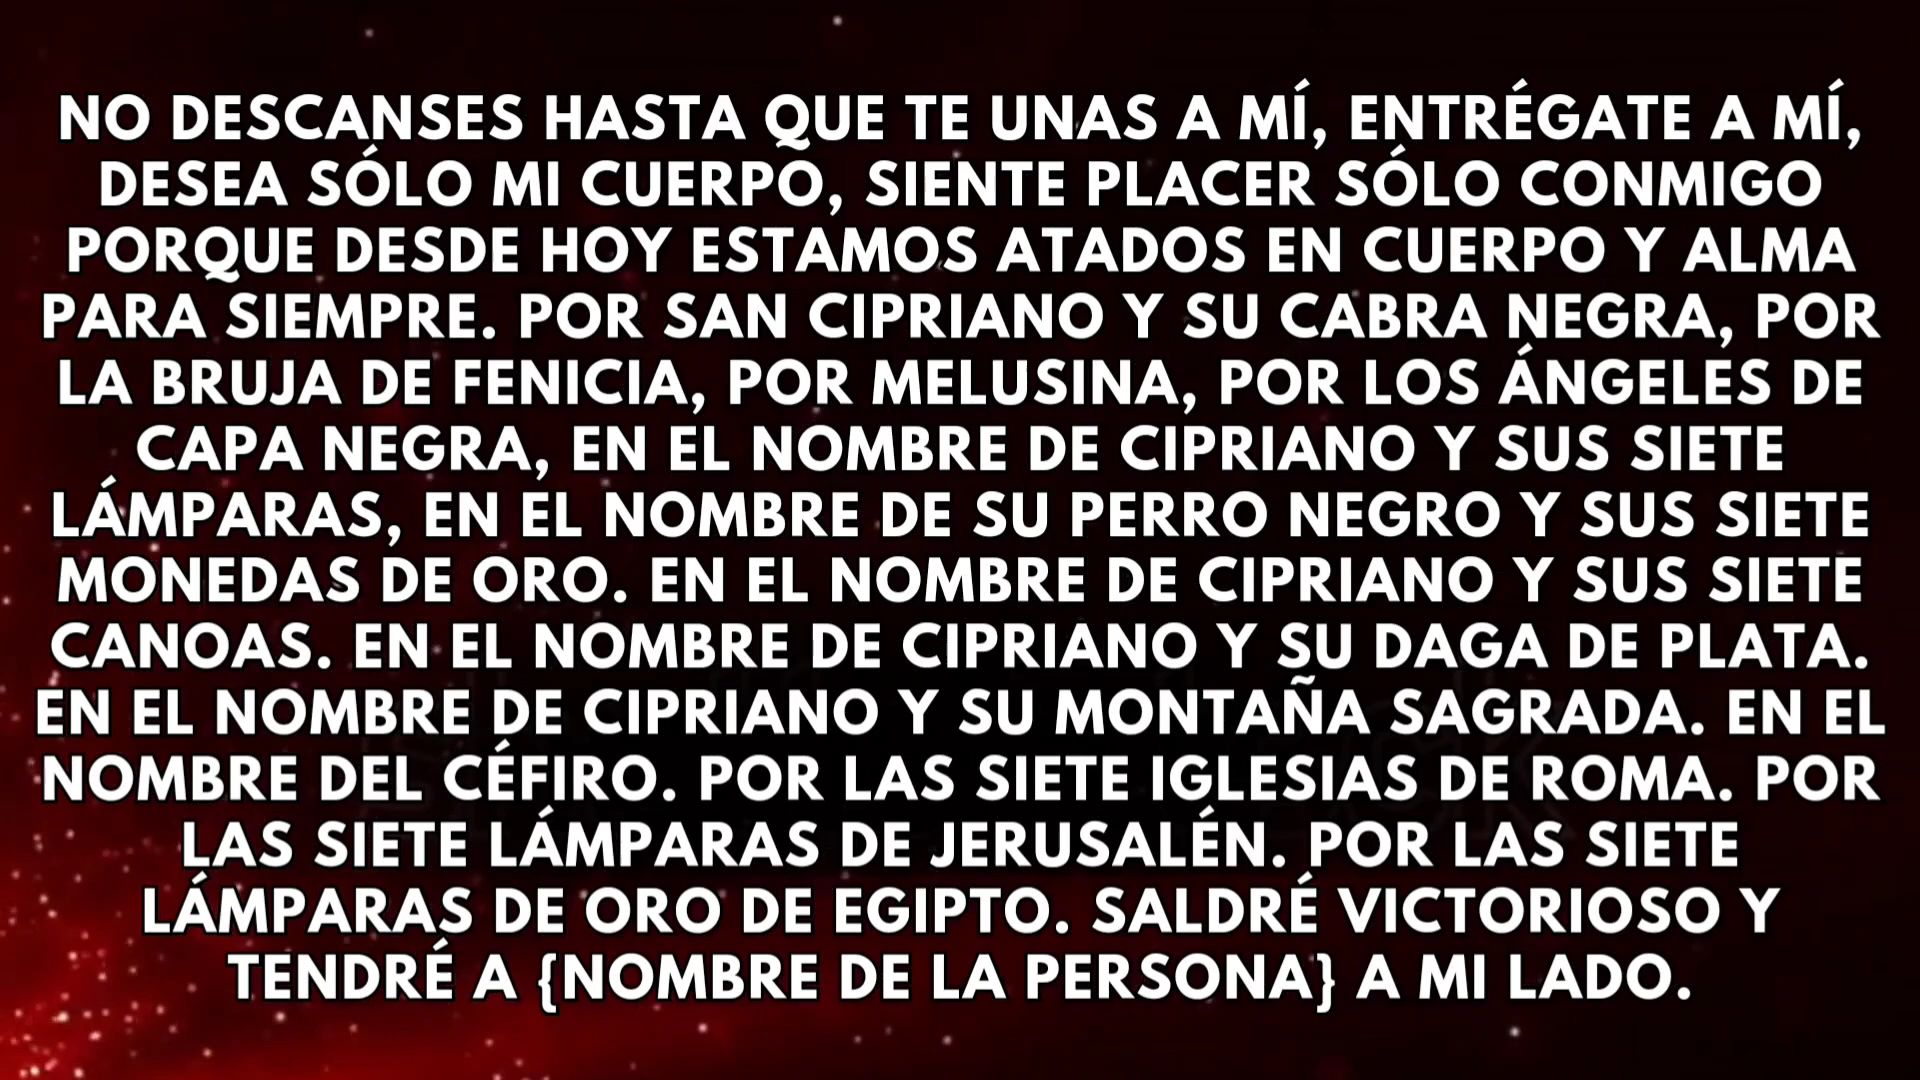 NO DESCANSES HASTA QUE TE UNAS A MÍ, ENTRÉGATE A MÍ,
DESEA SÓLO MI CUERPO, SIENTE PLACER SÓLO CONMIGO
PORQUE DESDE HOY ESTAMOS ATADOS EN CUERPO Y ALMA
PARA SIEMPRE. POR SAN CIPRIANO Y SU CABRA NEGRA, POR
LA BRUJA DE FENICIA, POR MELUSINA, POR LOS ÁNGELES DE
CAPA NEGRA, EN EL NOMBRE DE CIPRIANO Y SUS SIETE
LÁMPARAS, EN EL NOMBRE DE SU PERRO NEGRO Y SUS SIETE
MONEDAS DE ORO. EN EL NOMBRE DE CIPRIANO Y SUS SIETE
CANOAS. EN EL NOMBRE DE CIPRIANO Y SU DAGA DE PLATA.
EN EL NOMBRE DE CIPRIANO Y SU MONTAÑA SAGRADA. EN EL
NOMBRE DEL CÉFIRO. POR LAS SIETE IGLESIAS DE ROMA. POR
LAS SIETE LÁMPARAS DE JERUSALÉN. POR LAS SIETE
LÁMPARAS DE ORO DE EGIPTO. SALDRÉ VICTORIOSO Y
TENDRÉ A {NOMBRE DE LA PERSONA} A MI LADO.